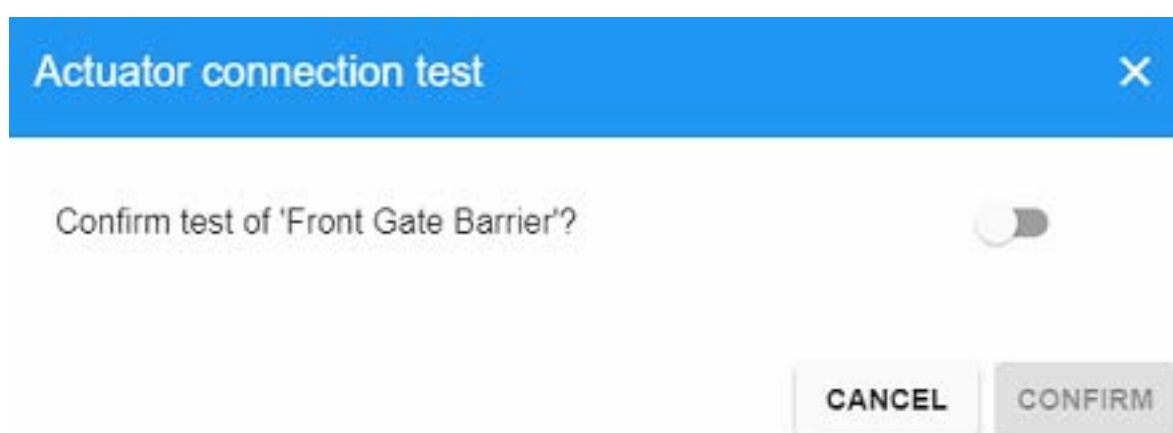 Actuator connection test
Confirm test of 'Front Gate Barrier'?
CANCEL CONFIRM